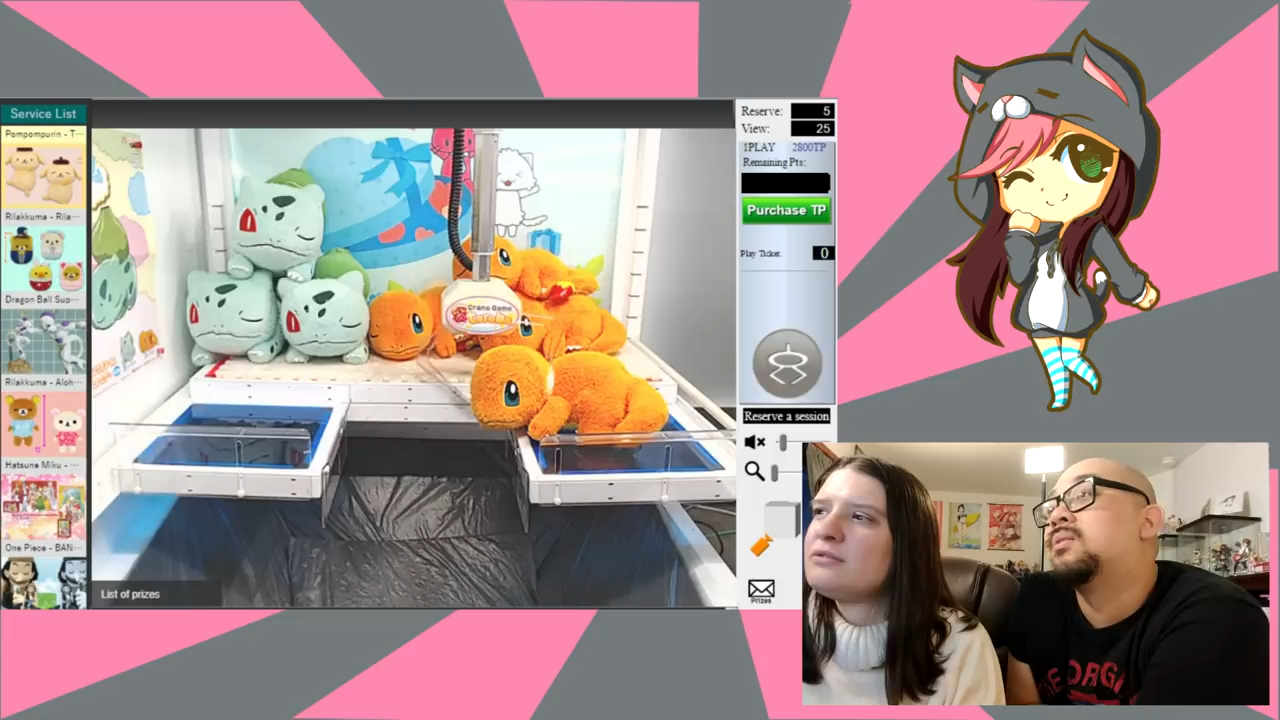 Service List
Pompompurin - T···
Rilakkuma - Rila···
Dragon Ball Sup···
Rilakkuma - Aloh···
Hatsune Miku - ···
One Piece - BAN···
Crane Game
Toreba
List of prizes
Reserve: 5
View: 25
1PLAY 2800TP
Remaining Pts:
Purchase TP
Play Ticket: 0
Reserve a session
Prizes